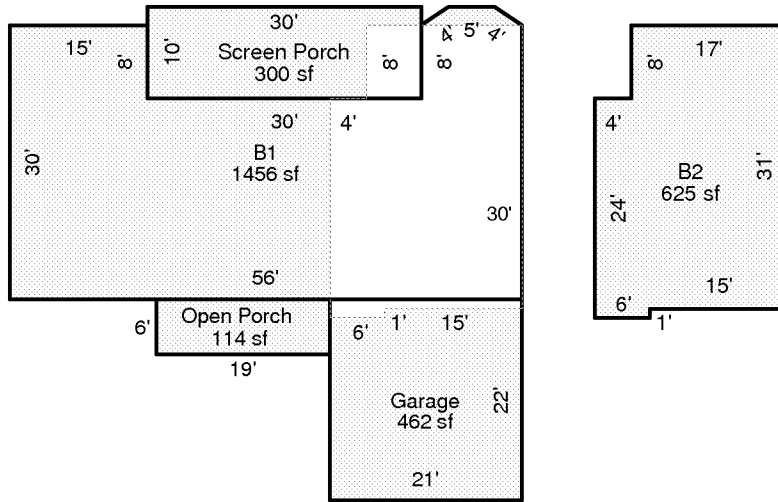 30'
15'
8'
10'
Screen Porch
300 sf
8'
8'
4'
5'
4'
17'
8'
30'
4'
4'
B1
1456 sf
30'
30'
B2
625 sf
24'
31'
56'
15'
6'
1'
6'
Open Porch
114 sf
6'
1'
15'
19'
Garage
462 sf
22'
21'